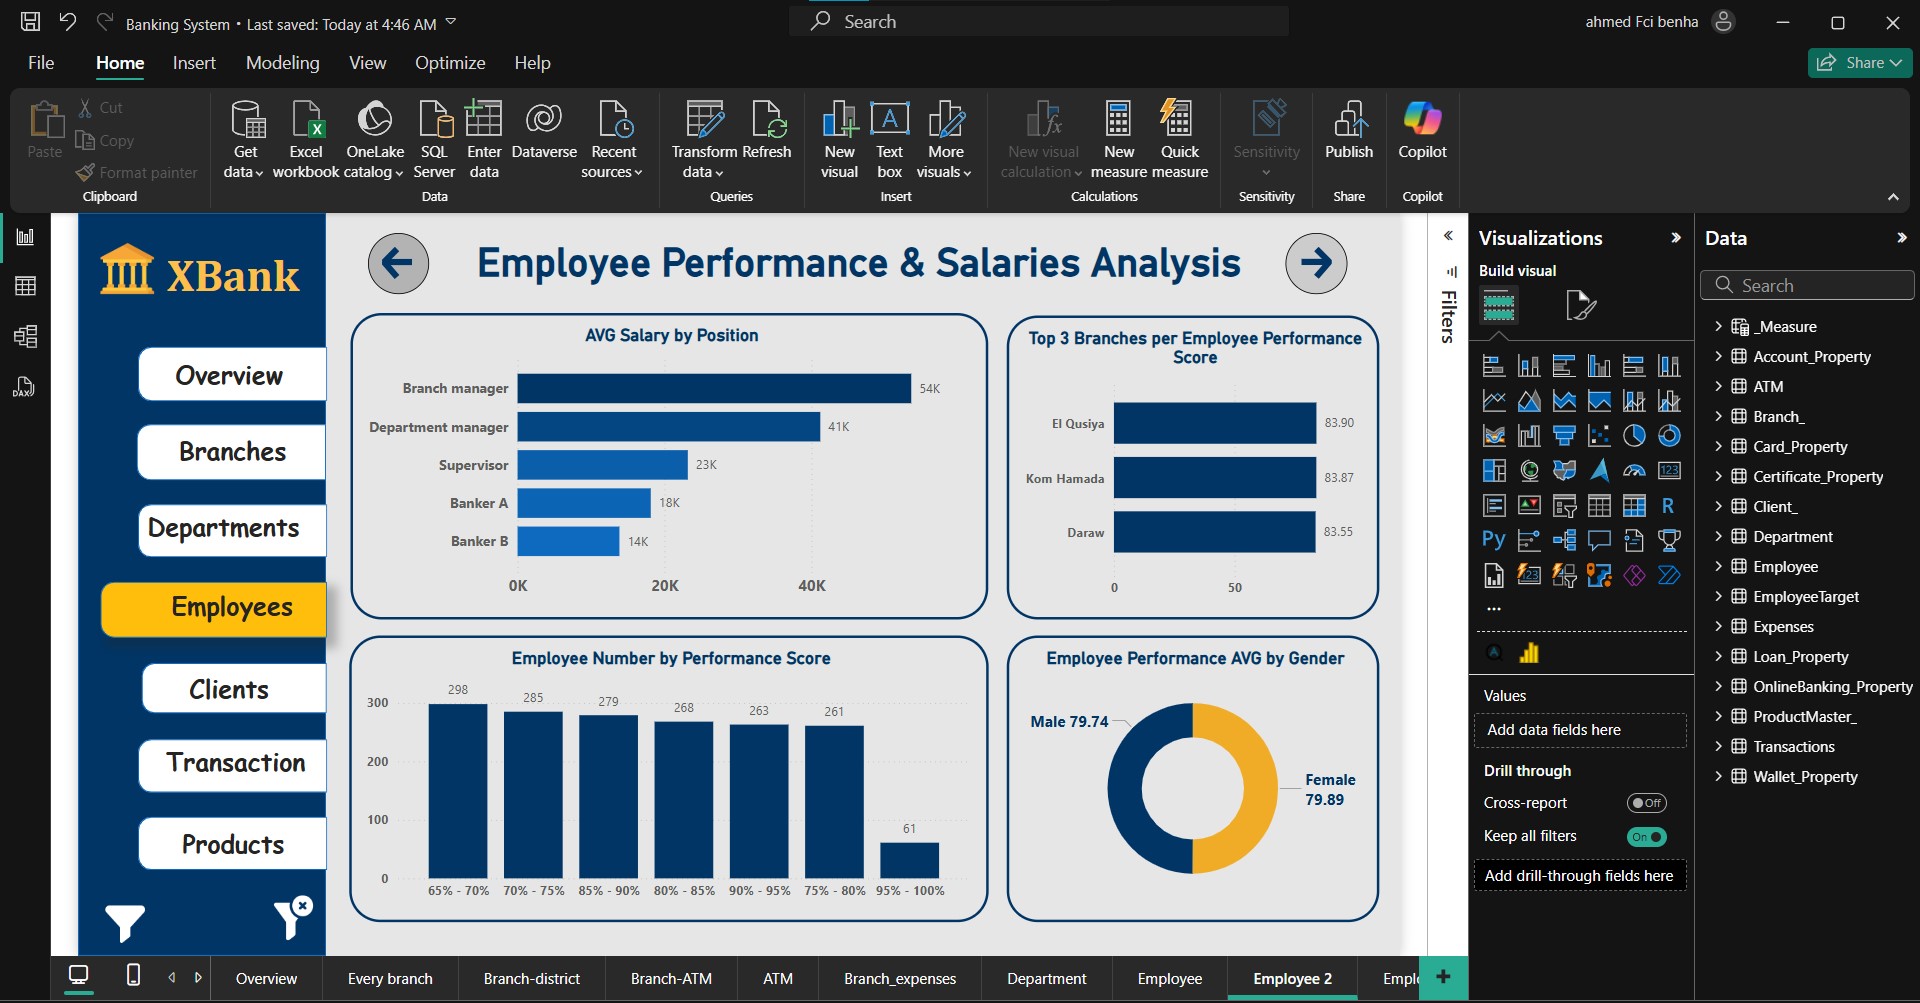 Banking System • Last saved: Today at 4:46 AM
Search
ahmed Fci benha
File
Home
Insert
Modeling
View
Optimize
Help
Share
Paste
Cut
Copy
Format painter
Clipboard
Get data
Excel workbook
OneLake catalog
SQL Server
Enter data
Dataverse
Recent sources
Data
Transform data
Refresh
Queries
New visual
Text box
More visuals
Insert
New visual calculation
New measure
Quick measure
Calculations
Sensitivity
Sensitivity
Publish
Share
Copilot
Copilot
DAX
XBank
Overview
Branches
Departments
Employees
Clients
Transaction
Products
Employee Performance & Salaries Analysis
AVG Salary by Position
Branch manager
54K
Department manager
41K
Supervisor
23K
Banker A
18K
Banker B
14K
0K
20K
40K
Top 3 Branches per Employee Performance
Score
El Qusiya
83.90
Kom Hamada
83.87
Daraw
83.55
0
50
Employee Number by Performance Score
300
200
100
0
298
285
279
268
263
261
61
65% - 70%
70% - 75%
85% - 90%
80% - 85%
90% - 95%
75% - 80%
95% - 100%
Employee Performance AVG by Gender
Male 79.74
Female
79.89
Filters
Visualizations
Build visual
123
R
Py
123
...
Values
Add data fields here
Drill through
Cross-report
Off
Keep all filters
On
Add drill-through fields here
Data
Search
_Measure
Account_Property
ATM
Branch_
Card_Property
Certificate_Property
Client_
Department
Employee
EmployeeTarget
Expenses
Loan_Property
OnlineBanking_Property
ProductMaster_
Transactions
Wallet_Property
Overview
Every branch
Branch-district
Branch-ATM
ATM
Branch_expenses
Department
Employee
Employee 2
Empl